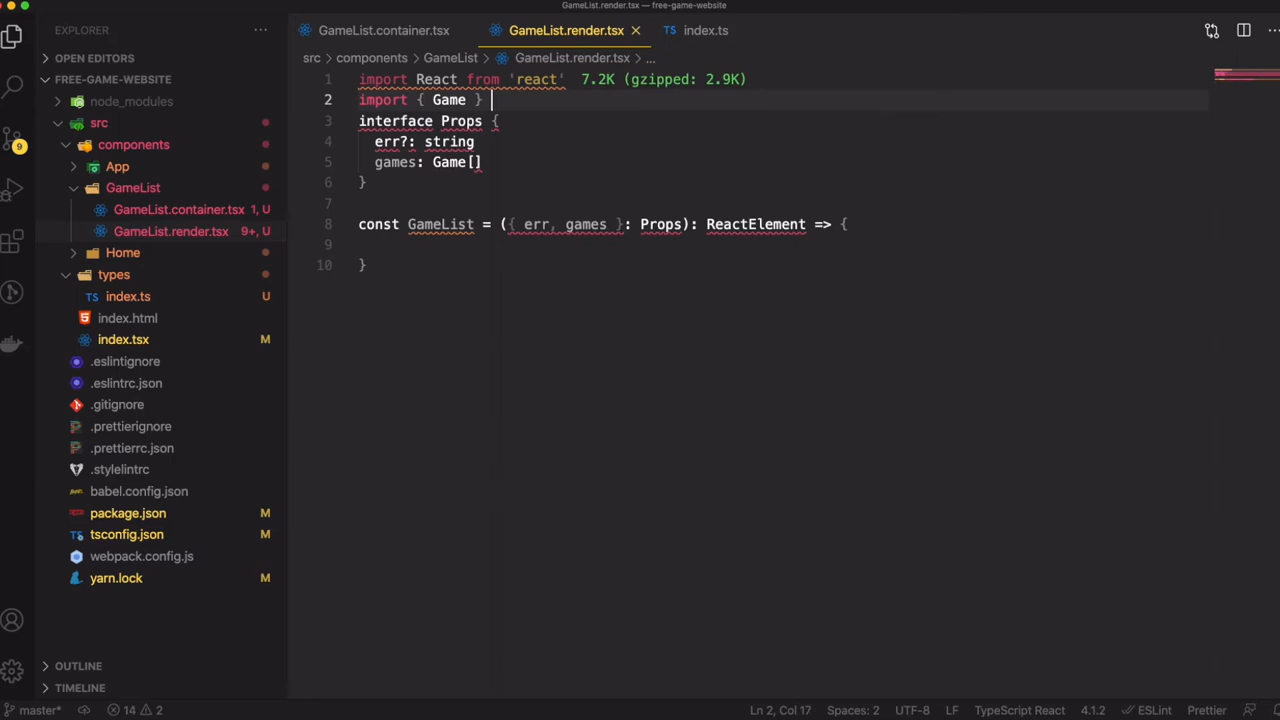 GameList.render.tsx — free-game-website
EXPLORER
GameList.container.tsx
GameList.render.tsx
index.ts
OPEN EDITORS
src > components > GameList > GameList.render.tsx > ...
FREE-GAME-WEBSITE
node_modules
src
components
App
GameList
GameList.container.tsx 1, U
GameList.render.tsx 9+, U
Home
types
index.ts U
index.html
index.tsx M
.eslintignore
.eslintrc.json
.gitignore
.prettierignore
.prettierrc.json
.stylelintrc
babel.config.json
package.json M
tsconfig.json M
webpack.config.js
yarn.lock M
OUTLINE
TIMELINE
9
1 import React from 'react' 7.2K (gzipped: 2.9K)
2 import { Game }
3 interface Props {
4 err?: string
5 games: Game[]
6 }
7
8 const GameList = ({ err, games }: Props): ReactElement => {
9
10 }
master* 14 2 Ln 2, Col 17 Spaces: 2 UTF-8 LF TypeScript React 4.1.2 ESLint Prettier